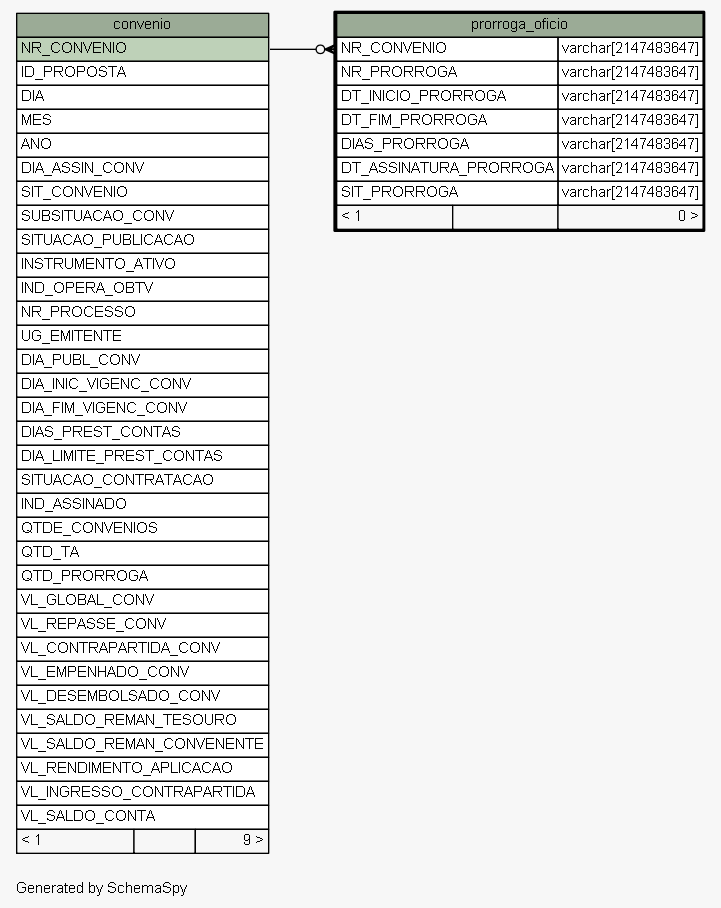 convenio
NR_CONVENIO
ID_PROPOSTA
DIA
MES
ANO
DIA_ASSIN_CONV
SIT_CONVENIO
SUBSITUACAO_CONV
SITUACAO_PUBLICACAO
INSTRUMENTO_ATIVO
IND_OPERA_OBTV
NR_PROCESSO
UG_EMITENTE
DIA_PUBL_CONV
DIA_INIC_VIGENC_CONV
DIA_FIM_VIGENC_CONV
DIAS_PREST_CONTAS
DIA_LIMITE_PREST_CONTAS
SITUACAO_CONTRATACAO
IND_ASSINADO
QTDE_CONVENIOS
QTD_TA
QTD_PRORROGA
VL_GLOBAL_CONV
VL_REPASSE_CONV
VL_CONTRAPARTIDA_CONV
VL_EMPENHADO_CONV
VL_DESEMBOLSADO_CONV
VL_SALDO_REMAN_TESOURO
VL_SALDO_REMAN_CONVENENTE
VL_RENDIMENTO_APLICACAO
VL_INGRESSO_CONTRAPARTIDA
VL_SALDO_CONTA
< 1 9 >
prorroga_oficio
NR_CONVENIO varchar[2147483647]
NR_PRORROGA varchar[2147483647]
DT_INICIO_PRORROGA varchar[2147483647]
DT_FIM_PRORROGA varchar[2147483647]
DIAS_PRORROGA varchar[2147483647]
DT_ASSINATURA_PRORROGA varchar[2147483647]
SIT_PRORROGA varchar[2147483647]
< 1 0 >
Generated by SchemaSpy